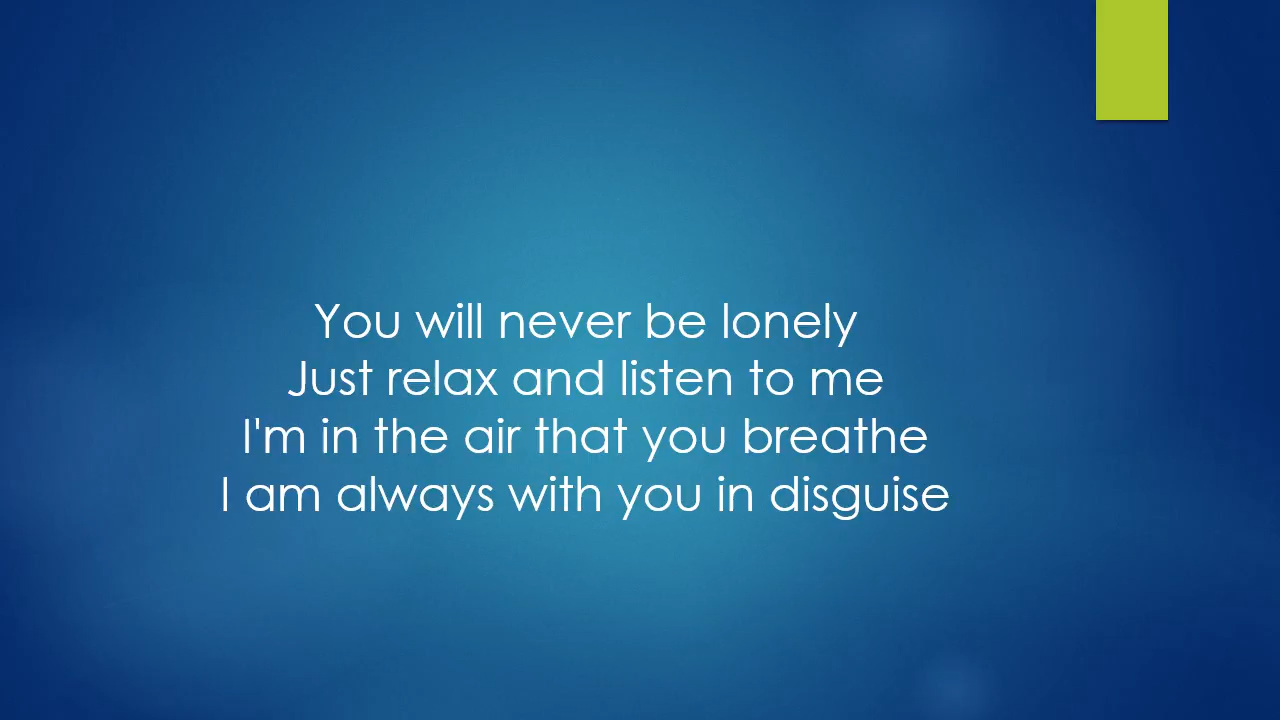 You will never be lonely
Just relax and listen to me
I'm in the air that you breathe
I am always with you in disguise